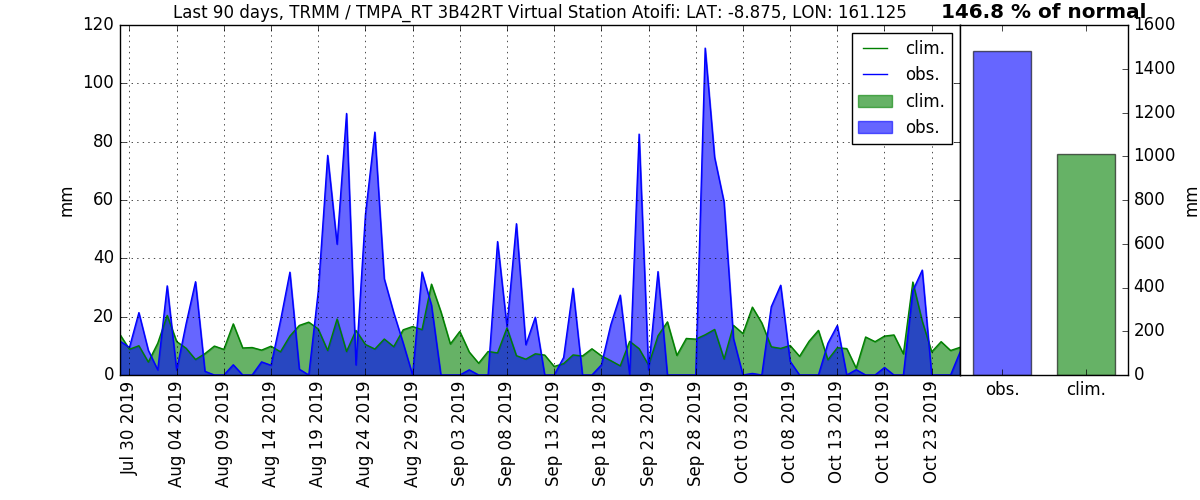 Last 90 days, TRMM / TMPA_RT 3B42RT Virtual Station Atoifi: LAT: -8.875, LON: 161.125
146.8 % of normal
120
100
80
60
40
20
0
mm
clim.
obs.
clim.
obs.
Jul 30 2019
Aug 04 2019
Aug 09 2019
Aug 14 2019
Aug 19 2019
Aug 24 2019
Aug 29 2019
Sep 03 2019
Sep 08 2019
Sep 13 2019
Sep 18 2019
Sep 23 2019
Sep 28 2019
Oct 03 2019
Oct 08 2019
Oct 13 2019
Oct 18 2019
Oct 23 2019
1600
1400
1200
1000
800
600
400
200
0
mm
obs.
clim.